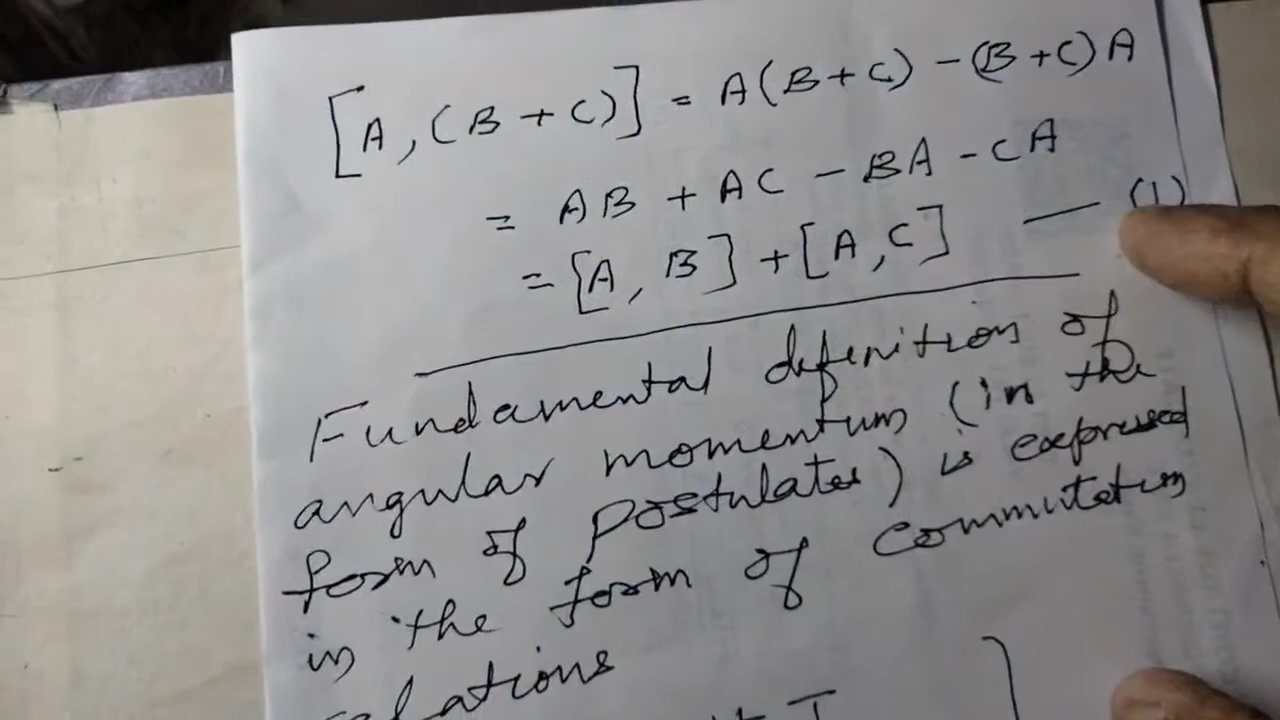 [A, (B + C)] = A(B+C) - (B+C)A
= AB + AC - BA - CA
= [A, B] + [A, C] — (1)
Fundamental definition of
angular momentum (in the
form of postulates) is expressed
in the form of commutation
relations